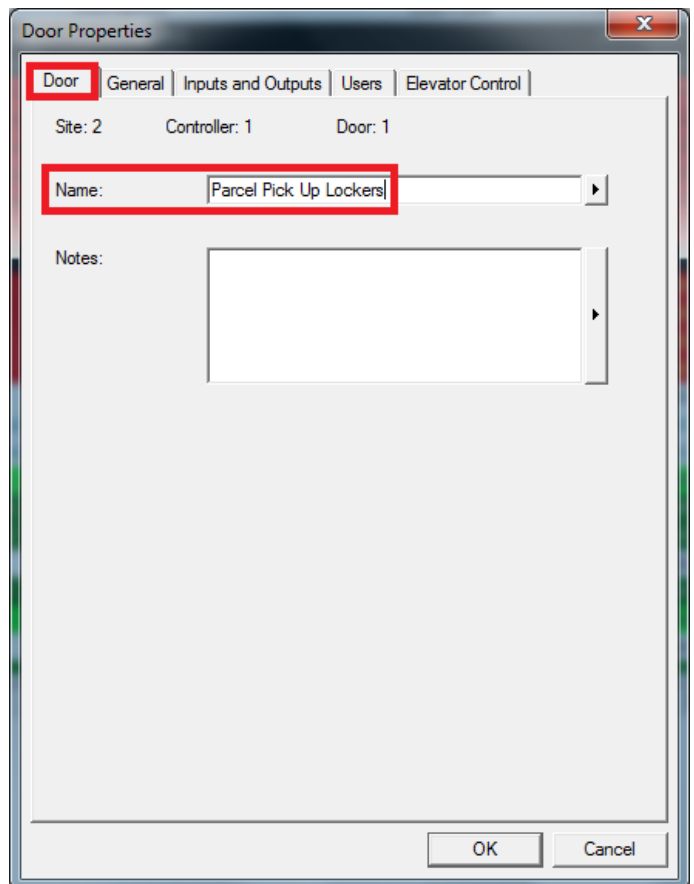 Door Properties
Door General Inputs and Outputs Users Elevator Control
Site: 2 Controller: 1 Door: 1
Name: Parcel Pick Up Lockers
Notes:
OK Cancel